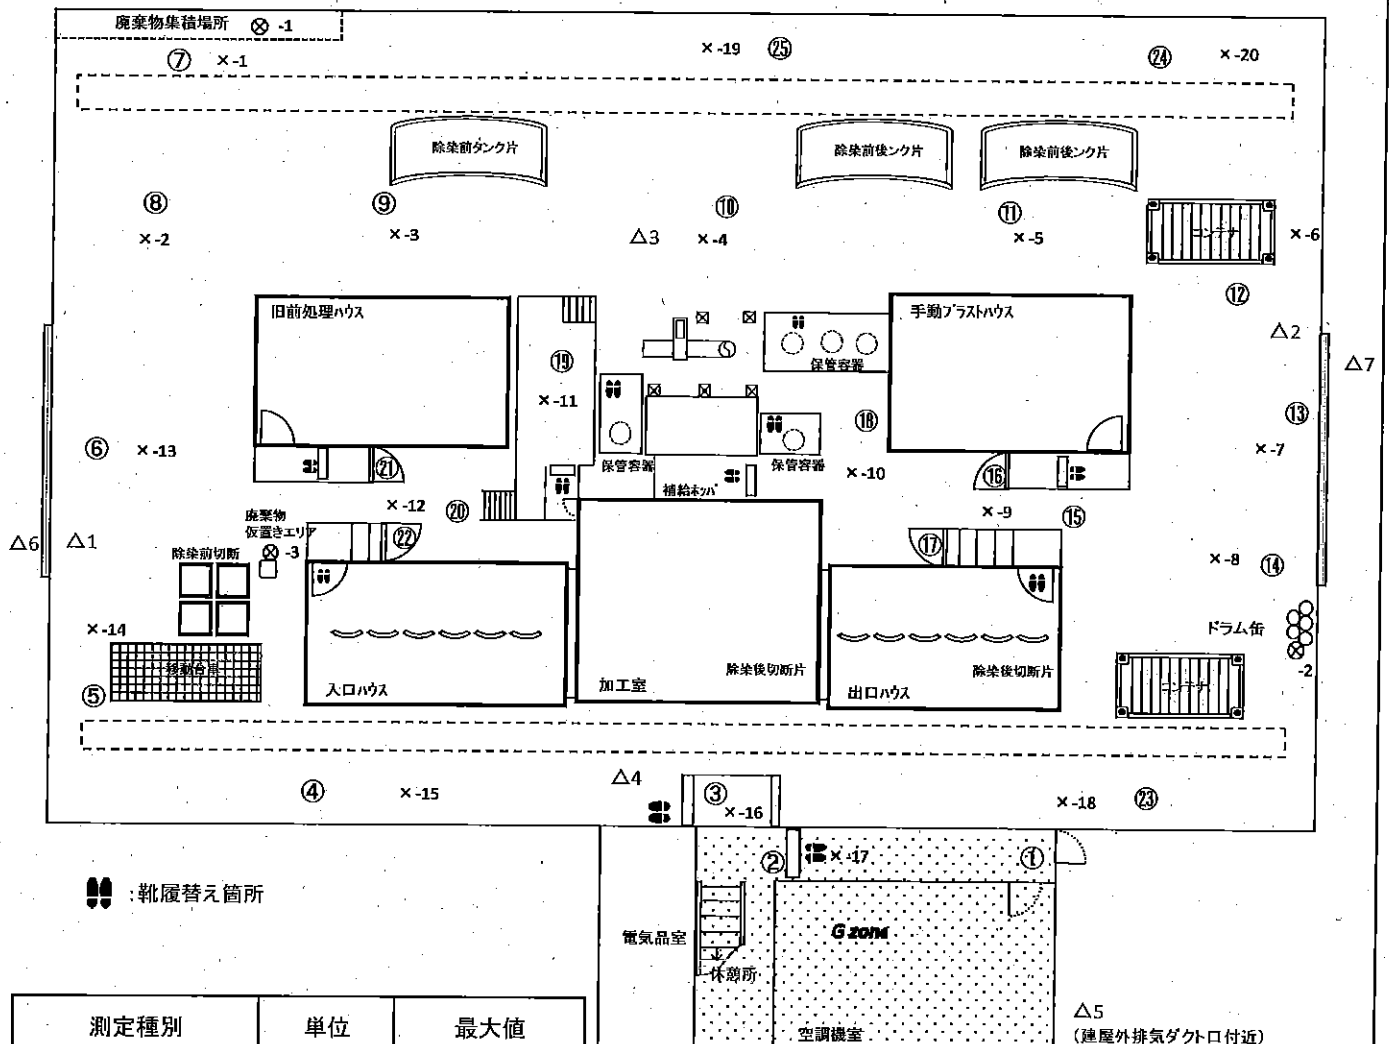 廃棄物集積場所 ⊗ -1
⑦ ×-1
×-19 ㉕
㉔ ×-20
除染前タンク片
除染前後ンク片
除染前後ンク片
⑧
×-2
⑨
×-3
△3
⑩
×-4
⑪
×-5
コンテナ
×-6
⑫
旧前処理ハウス
手動ブラストハウス
△2
△7
⑲
×-11
保管容器
⑱
⑬
×-7
⑥ ×-13
㉑
保管容器
保管容器
×-10
⑯
補給ホッパ
×-12
⑳
×-9
⑮
廃棄物
仮置きエリア
⊗ -3
△6
△1
㉒
⑰
除染前切断
×-8
⑭
×-14
移動台車
⑤
入口ハウス
加工室
除染後切断片
除染後切断片
出口ハウス
ドラム缶
⊗
-2
コンテナ
④
×-15
△4
③
×-16
×-18
㉓
②
×-17
①
:靴履替え箇所
電気品室
G zone
休憩所
測定種別 単位 最大値
空調機室
△5
(建屋外排気ダクト口付近)